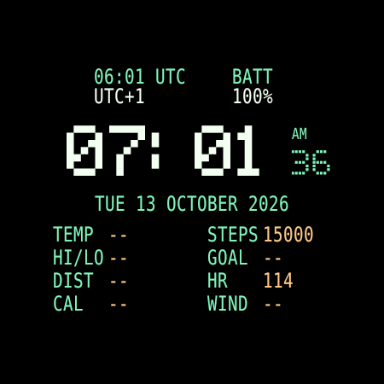 06:01 UTC BATT
UTC+1 100%
07:01 AM 36
TUE 13 OCTOBER 2026
TEMP -- STEPS 15000
HI/LO -- GOAL --
DIST -- HR 114
CAL -- WIND --